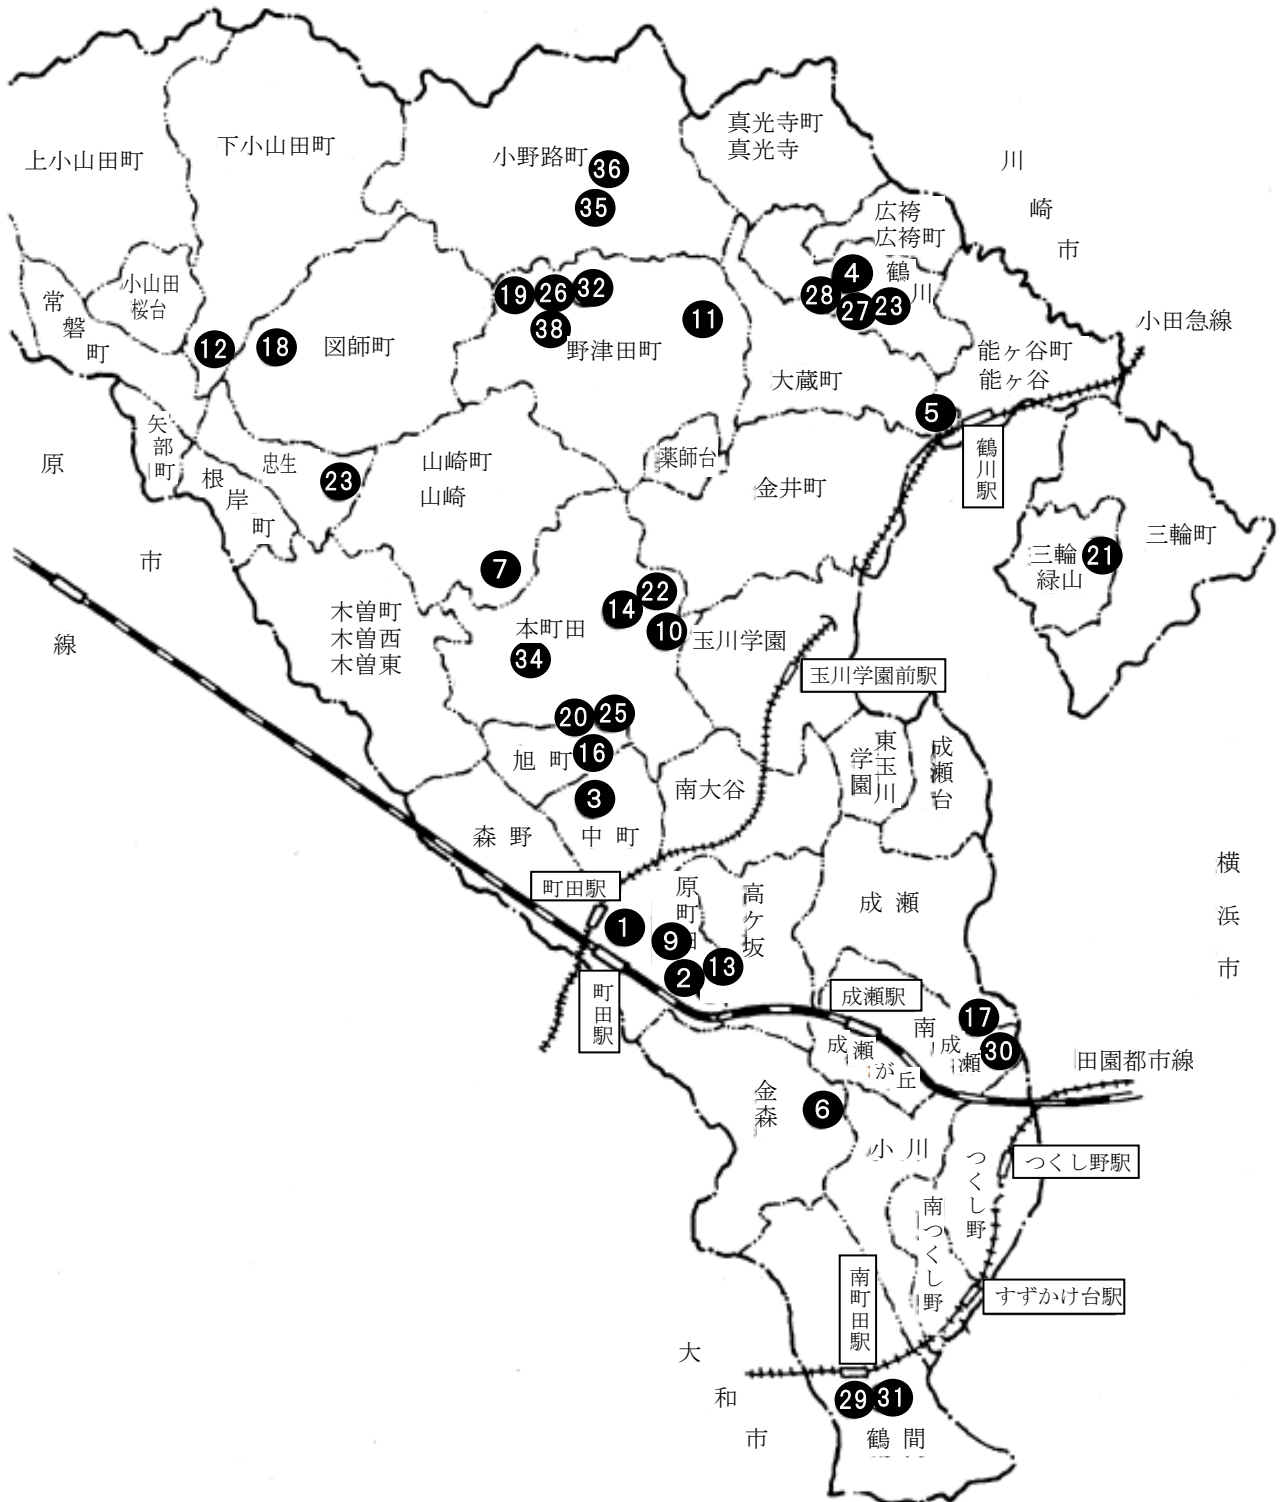 真光寺町
真光寺
川崎市
上小山田町
下小山田町
小野路町
36
35
広袴
広袴町
鶴川
4
28
27
23
小山田
桜台
常磐町
12
18
図師町
19
26
32
38
野津田町
11
大蔵町
能ヶ谷町
能ヶ谷
小田急線
5
鶴川駅
矢部町
根岸町
忠生
23
山崎町
山崎
薬師台
金井町
原市
三輪町
三輪
緑山
21
7
22
14
10
本町田
34
木曽町
木曽西
木曽東
玉川学園
玉川学園前駅
線
20
25
16
旭町
3
中町
森野
南大谷
東玉川
学園
成瀬台
町田駅
原町田
高ケ坂
成瀬
横浜市
1
9
2
13
町田駅
成瀬駅
南成瀬
17
30
成瀬が丘
田園都市線
金森
6
小川
つくし野
つくし野駅
南つくし野
南町田駅
すずかけ台駅
大和市
29
31
鶴間